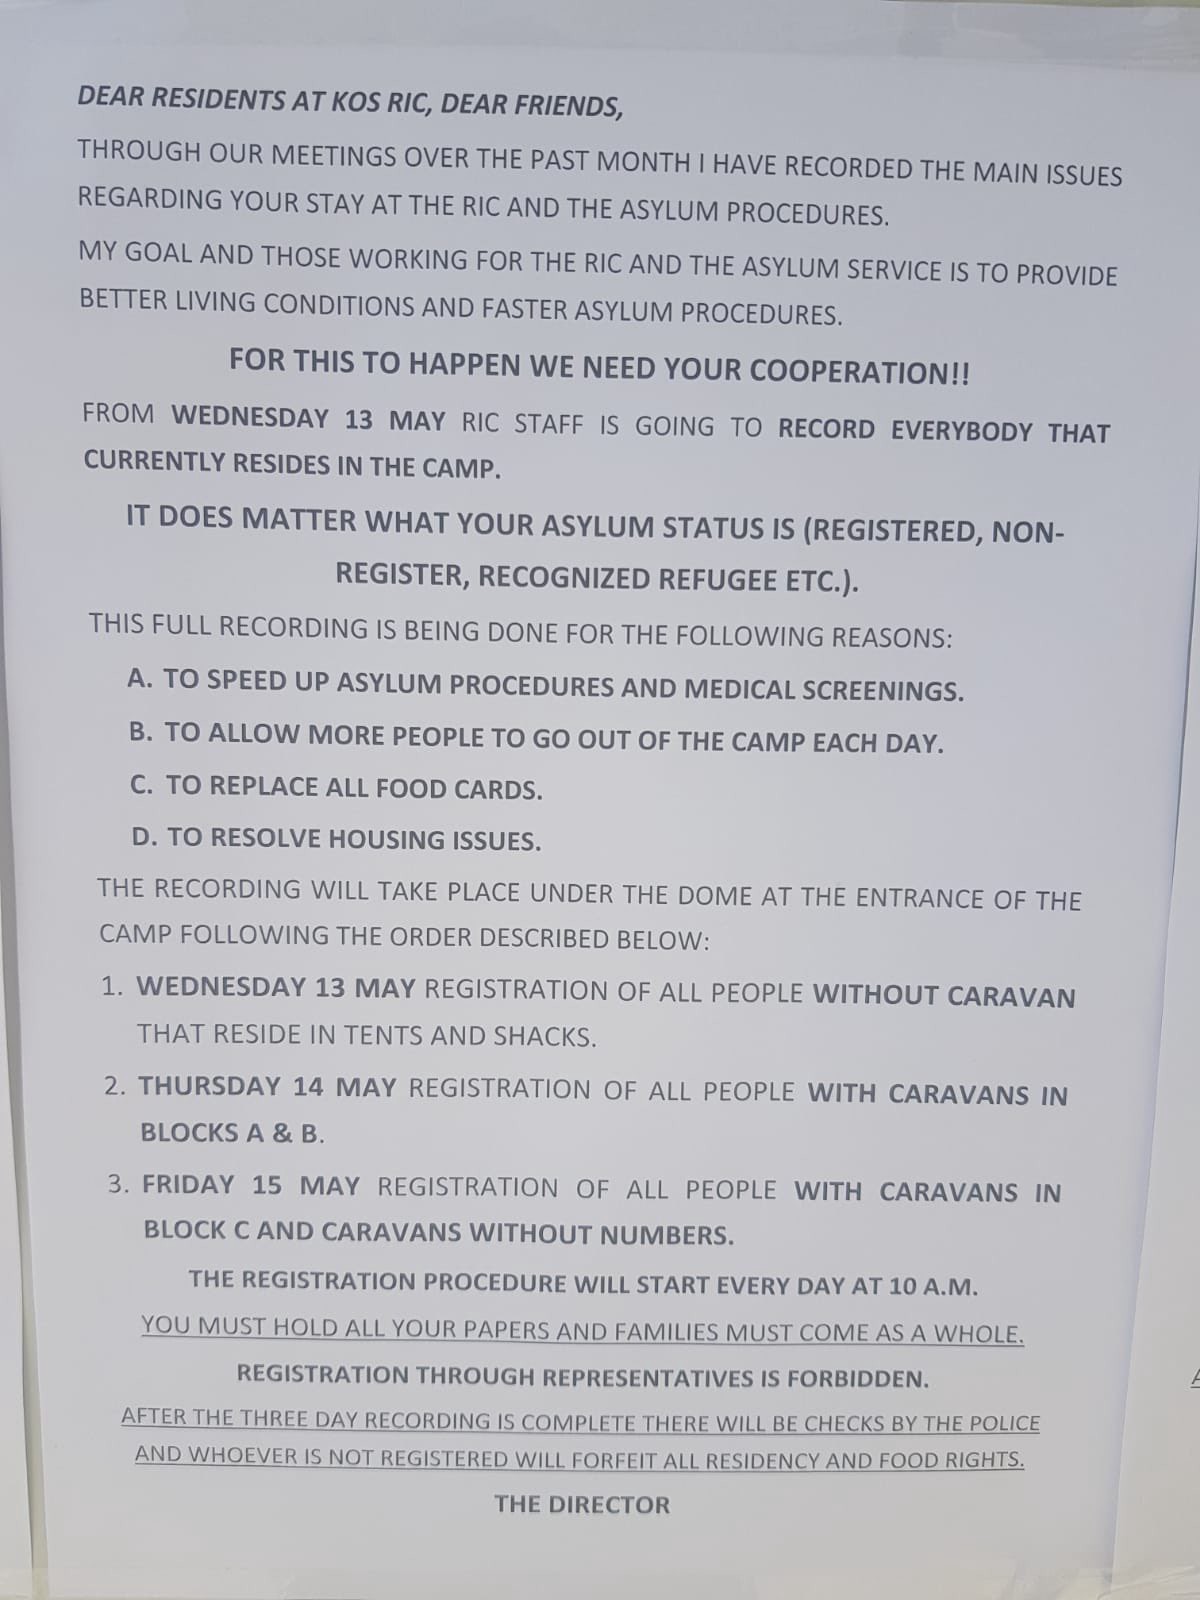 DEAR RESIDENTS AT KOS RIC, DEAR FRIENDS,
THROUGH OUR MEETINGS OVER THE PAST MONTH I HAVE RECORDED THE MAIN ISSUES
REGARDING YOUR STAY AT THE RIC AND THE ASYLUM PROCEDURES.
MY GOAL AND THOSE WORKING FOR THE RIC AND THE ASYLUM SERVICE IS TO PROVIDE
BETTER LIVING CONDITIONS AND FASTER ASYLUM PROCEDURES.
FOR THIS TO HAPPEN WE NEED YOUR COOPERATION!!
FROM WEDNESDAY 13 MAY RIC STAFF IS GOING TO RECORD EVERYBODY THAT
CURRENTLY RESIDES IN THE CAMP.
IT DOES MATTER WHAT YOUR ASYLUM STATUS IS (REGISTERED, NON-
REGISTER, RECOGNIZED REFUGEE ETC.).
THIS FULL RECORDING IS BEING DONE FOR THE FOLLOWING REASONS:
A. TO SPEED UP ASYLUM PROCEDURES AND MEDICAL SCREENINGS.
B. TO ALLOW MORE PEOPLE TO GO OUT OF THE CAMP EACH DAY.
C. TO REPLACE ALL FOOD CARDS.
D. TO RESOLVE HOUSING ISSUES.
THE RECORDING WILL TAKE PLACE UNDER THE DOME AT THE ENTRANCE OF THE
CAMP FOLLOWING THE ORDER DESCRIBED BELOW:
1. WEDNESDAY 13 MAY REGISTRATION OF ALL PEOPLE WITHOUT CARAVAN
THAT RESIDE IN TENTS AND SHACKS.
2. THURSDAY 14 MAY REGISTRATION OF ALL PEOPLE WITH CARAVANS IN
BLOCKS A & B.
3. FRIDAY 15 MAY REGISTRATION OF ALL PEOPLE WITH CARAVANS IN
BLOCK C AND CARAVANS WITHOUT NUMBERS.
THE REGISTRATION PROCEDURE WILL START EVERY DAY AT 10 A.M.
YOU MUST HOLD ALL YOUR PAPERS AND FAMILIES MUST COME AS A WHOLE.
REGISTRATION THROUGH REPRESENTATIVES IS FORBIDDEN.
AFTER THE THREE DAY RECORDING IS COMPLETE THERE WILL BE CHECKS BY THE POLICE
AND WHOEVER IS NOT REGISTERED WILL FORFEIT ALL RESIDENCY AND FOOD RIGHTS.
THE DIRECTOR